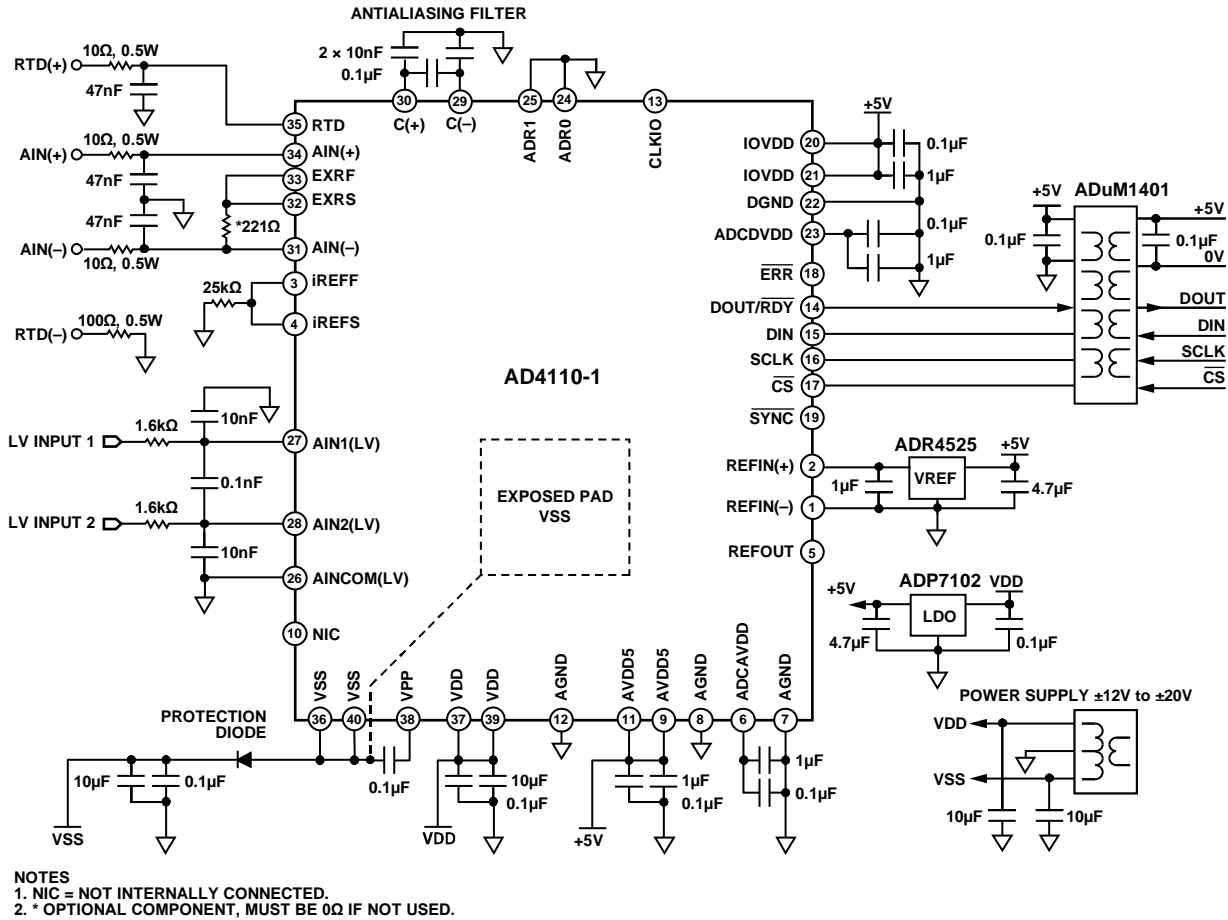 ANTIALIASING FILTER
2 × 10nF
0.1µF
10Ω, 0.5W
RTD(+)
47nF
10Ω, 0.5W
AIN(+)
47nF
47nF
*221Ω
AIN(–)
10Ω, 0.5W
25kΩ
100Ω, 0.5W
RTD(–)
10nF
1.6kΩ
LV INPUT 1
0.1nF
1.6kΩ
LV INPUT 2
10nF
30
C(+)
29
C(–)
25
ADR1
24
ADR0
13
CLKIO
35 RTD
34 AIN(+)
33 EXRF
32 EXRS
31 AIN(–)
3 iREFF
4 iREFS
27 AIN1(LV)
28 AIN2(LV)
26 AINCOM(LV)
10 NIC
AD4110-1
EXPOSED PAD
VSS
IOVDD 20
IOVDD 21
DGND 22
ADCDVDD 23
ERR 18
DOUT/RDY 14
DIN 15
SCLK 16
CS 17
SYNC 19
REFIN(+) 2
REFIN(–) 1
REFOUT 5
+5V
0.1µF
1µF
0.1µF
1µF
ADuM1401
+5V
+5V
0.1µF
0.1µF
0V
DOUT
DIN
SCLK
CS
ADR4525
+5V
1µF
VREF
4.7µF
ADP7102
VDD
+5V
LDO
4.7µF
0.1µF
POWER SUPPLY ±12V to ±20V
VDD
VSS
10µF
10µF
VSS
36
VSS
40
VPP
38
VDD
37
VDD
39
AGND
12
AVDD5
11
AVDD5
9
AGND
8
ADCAVDD
6
AGND
7
PROTECTION
DIODE
10µF
0.1µF
VSS
0.1µF
10µF
0.1µF
VDD
1µF
0.1µF
+5V
1µF
0.1µF
NOTES
1. NIC = NOT INTERNALLY CONNECTED.
2. * OPTIONAL COMPONENT, MUST BE 0Ω IF NOT USED.